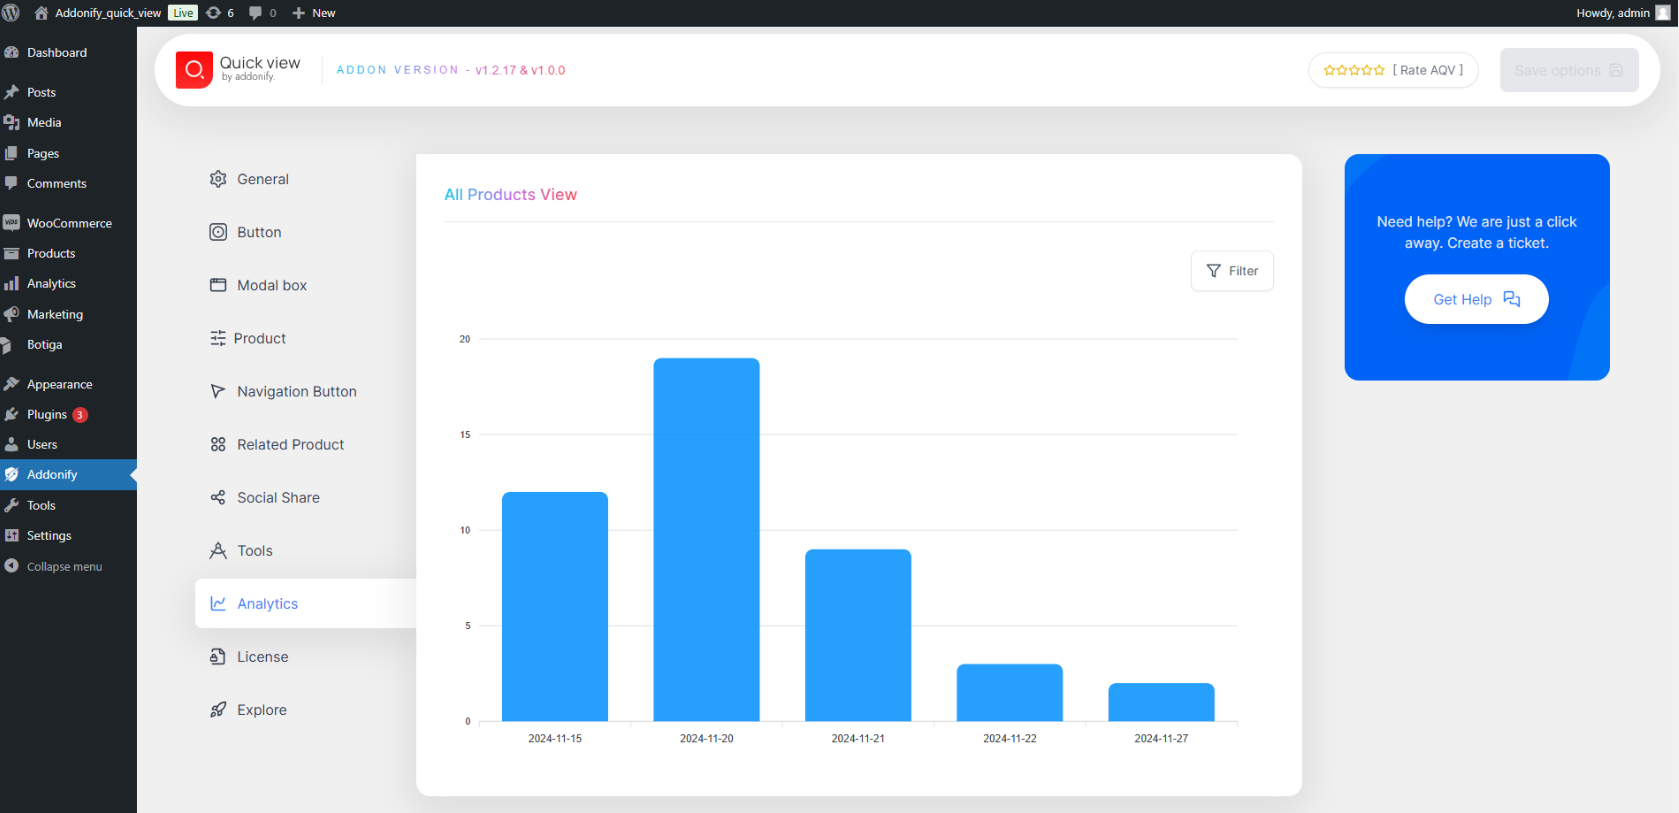 Addonify_quick_view Live 6 0 New
Howdy, admin
Dashboard
Posts
Media
Pages
Comments
WooCommerce
Products
Analytics
Marketing
Botiga
Appearance
Plugins 3
Users
Addonify
Tools
Settings
Collapse menu
Quick view
by addonify.
ADDON VERSION - v1.2.17 & v1.0.0
[ Rate AQV ]
Save options
General
Button
Modal box
Product
Navigation Button
Related Product
Social Share
Tools
Analytics
License
Explore
All Products View
Filter
20
15
10
5
0
2024-11-15 2024-11-20 2024-11-21 2024-11-22 2024-11-27
Need help? We are just a click
away. Create a ticket.
Get Help